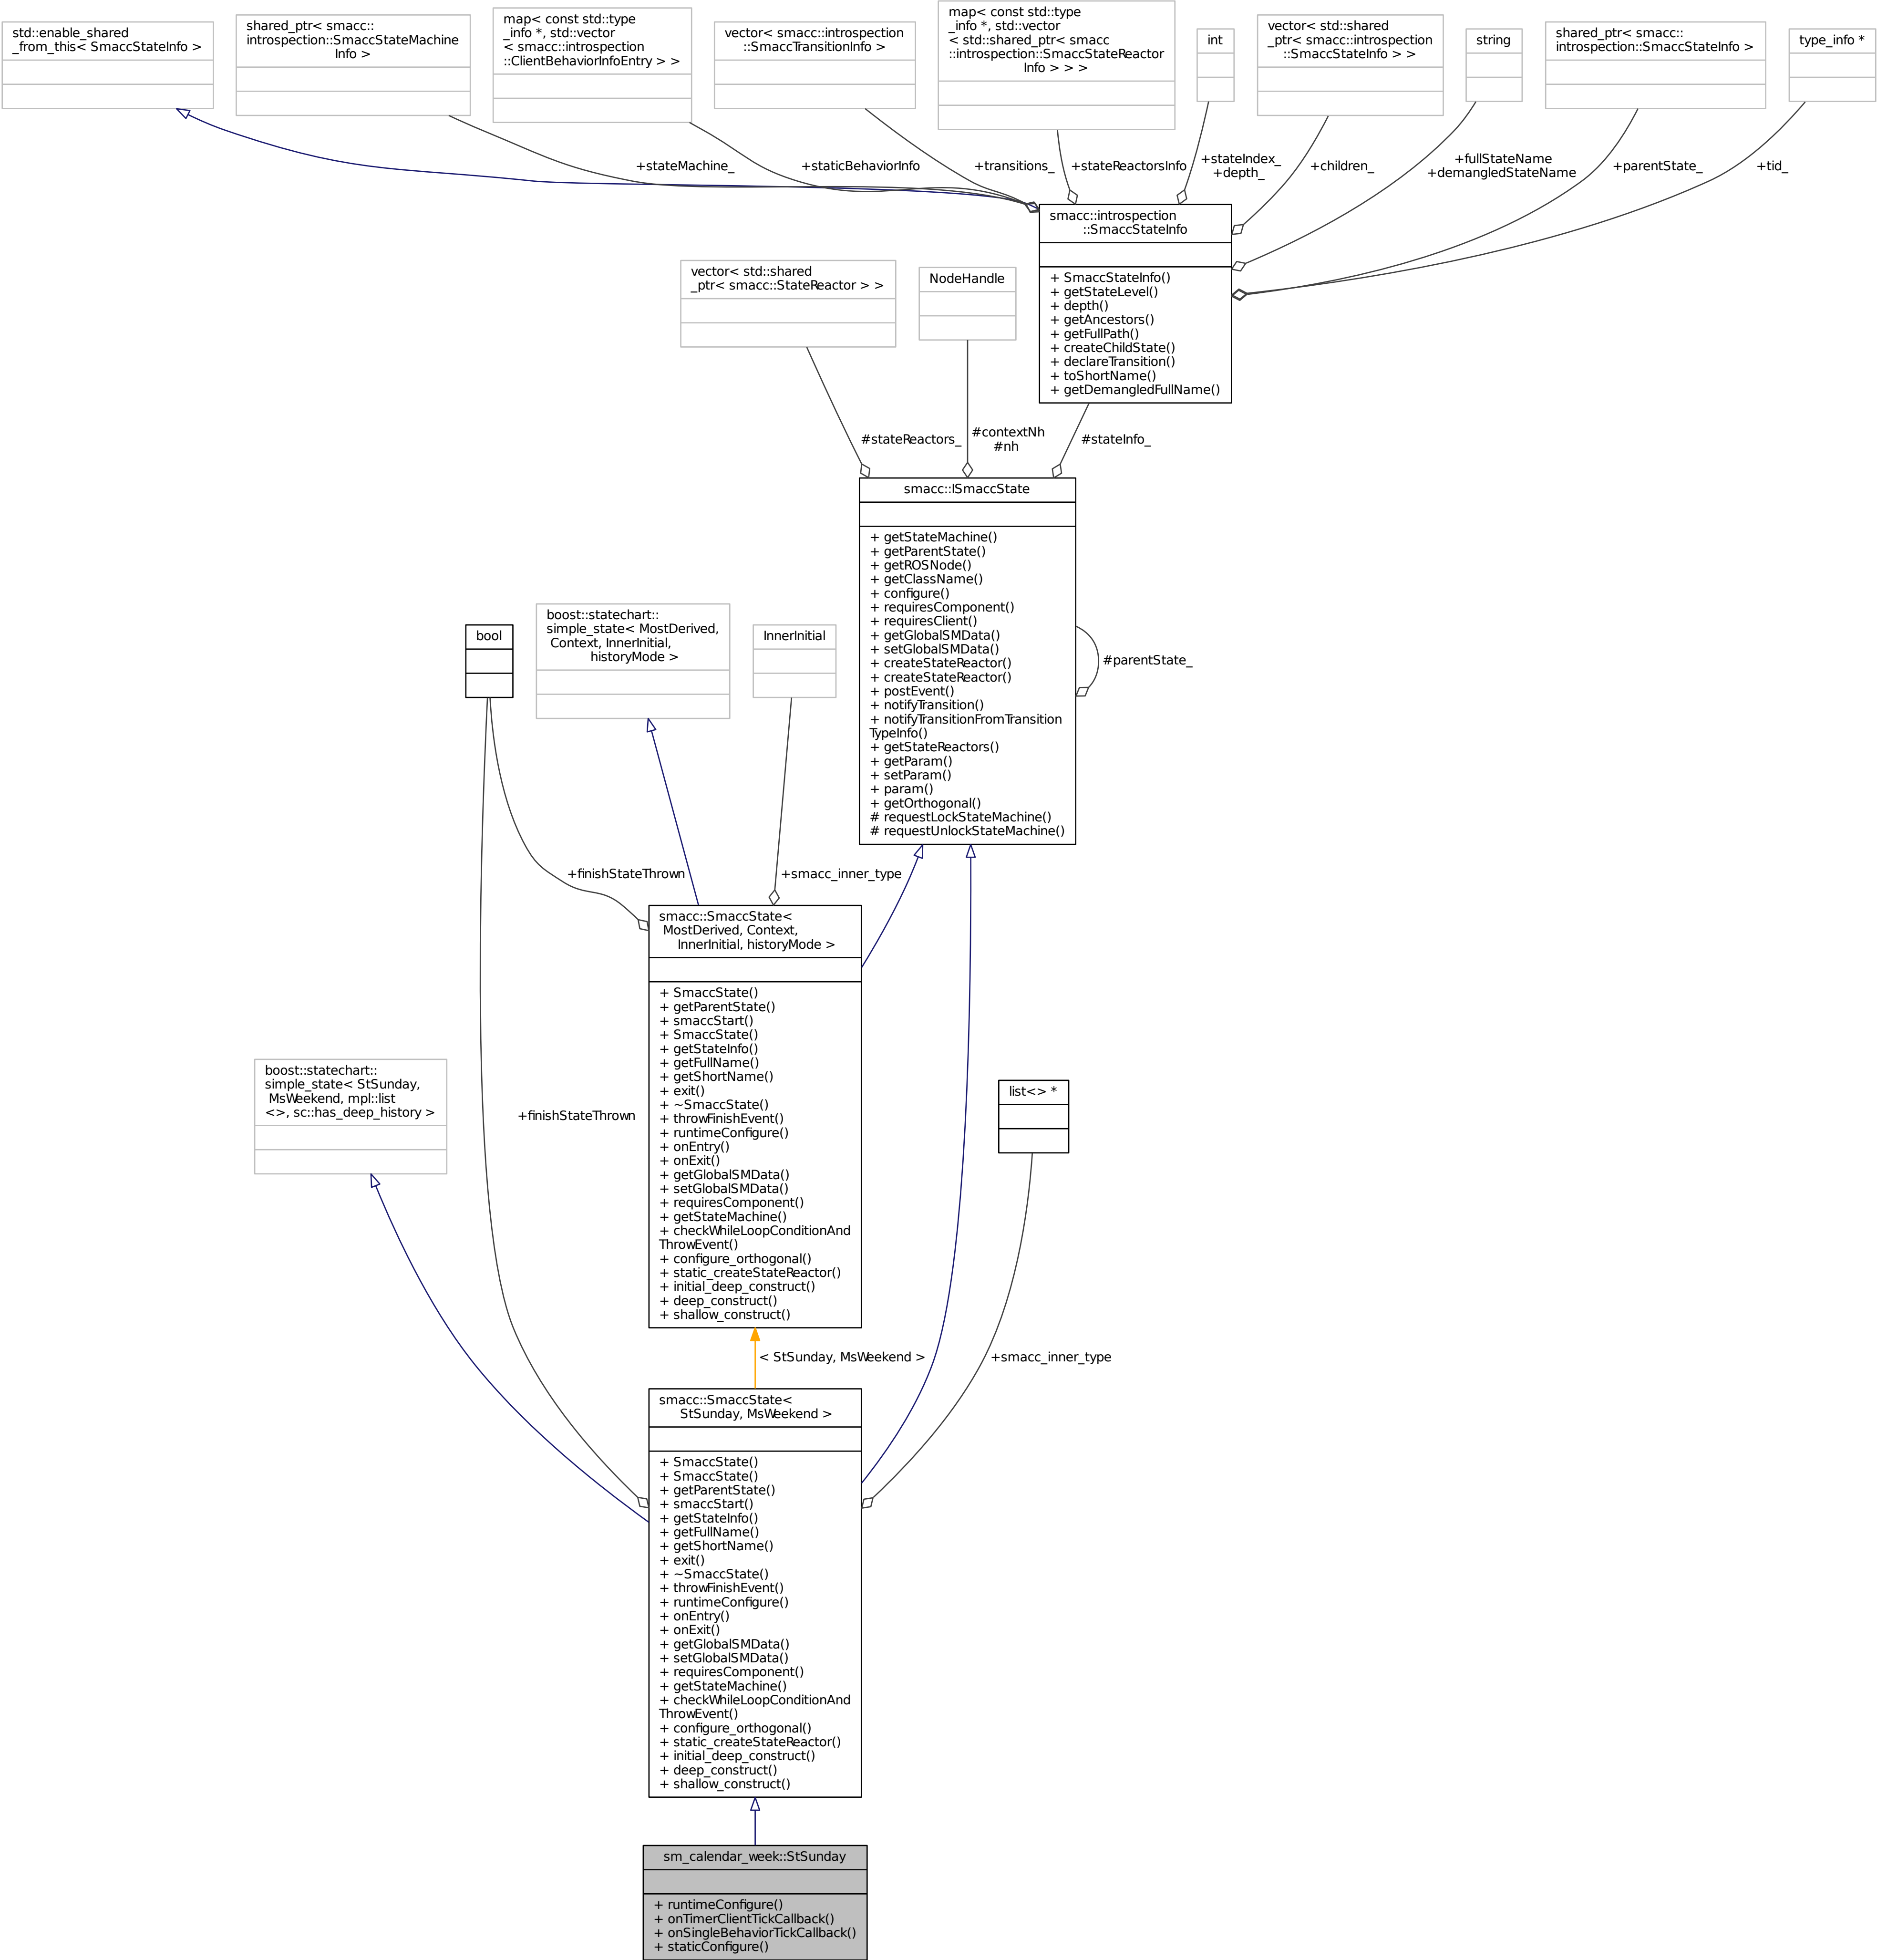 std::enable_shared
_from_this< SmaccStateInfo >
shared_ptr< smacc::
introspection::SmaccStateMachine
Info >
map< const std::type
_info *, std::vector
< smacc::introspection
::ClientBehaviorInfoEntry > >
vector< smacc::introspection
::SmaccTransitionInfo >
map< const std::type
_info *, std::vector
< std::shared_ptr< smacc
::introspection::SmaccStateReactor
Info > > >
int
vector< std::shared
_ptr< smacc::introspection
::SmaccStateInfo > >
string
shared_ptr< smacc::
introspection::SmaccStateInfo >
type_info *
+stateMachine_
+staticBehaviorInfo
+transitions_
+stateReactorsInfo
+stateIndex_
+depth_
+children_
+fullStateName
+demangledStateName
+parentState_
+tid_
smacc::introspection
::SmaccStateInfo
+ SmaccStateInfo()
+ getStateLevel()
+ depth()
+ getAncestors()
+ getFullPath()
+ createChildState()
+ declareTransition()
+ toShortName()
+ getDemangledFullName()
vector< std::shared
_ptr< smacc::StateReactor > >
NodeHandle
#stateReactors_
#contextNh
#nh
#stateInfo_
smacc::ISmaccState
+ getStateMachine()
+ getParentState()
+ getROSNode()
+ getClassName()
+ configure()
+ requiresComponent()
+ requiresClient()
+ getGlobalSMData()
+ setGlobalSMData()
+ createStateReactor()
+ createStateReactor()
+ postEvent()
+ notifyTransition()
+ notifyTransitionFromTransition
TypeInfo()
+ getStateReactors()
+ getParam()
+ setParam()
+ param()
+ getOrthogonal()
# requestLockStateMachine()
# requestUnlockStateMachine()
#parentState_
bool
boost::statechart::
simple_state< MostDerived,
Context, InnerInitial,
historyMode >
InnerInitial
+finishStateThrown
+smacc_inner_type
smacc::SmaccState<
MostDerived, Context,
InnerInitial, historyMode >
+ SmaccState()
+ getParentState()
+ smaccStart()
+ SmaccState()
+ getStateInfo()
+ getFullName()
+ getShortName()
+ exit()
+ ~SmaccState()
+ throwFinishEvent()
+ runtimeConfigure()
+ onEntry()
+ onExit()
+ getGlobalSMData()
+ setGlobalSMData()
+ requiresComponent()
+ getStateMachine()
+ checkWhileLoopConditionAnd
ThrowEvent()
+ configure_orthogonal()
+ static_createStateReactor()
+ initial_deep_construct()
+ deep_construct()
+ shallow_construct()
boost::statechart::
simple_state< StSunday,
MsWeekend, mpl::list
<>, sc::has_deep_history >
+finishStateThrown
list<> *
< StSunday, MsWeekend >
+smacc_inner_type
smacc::SmaccState<
StSunday, MsWeekend >
+ SmaccState()
+ SmaccState()
+ getParentState()
+ smaccStart()
+ getStateInfo()
+ getFullName()
+ getShortName()
+ exit()
+ ~SmaccState()
+ throwFinishEvent()
+ runtimeConfigure()
+ onEntry()
+ onExit()
+ getGlobalSMData()
+ setGlobalSMData()
+ requiresComponent()
+ getStateMachine()
+ checkWhileLoopConditionAnd
ThrowEvent()
+ configure_orthogonal()
+ static_createStateReactor()
+ initial_deep_construct()
+ deep_construct()
+ shallow_construct()
sm_calendar_week::StSunday
+ runtimeConfigure()
+ onTimerClientTickCallback()
+ onSingleBehaviorTickCallback()
+ staticConfigure()